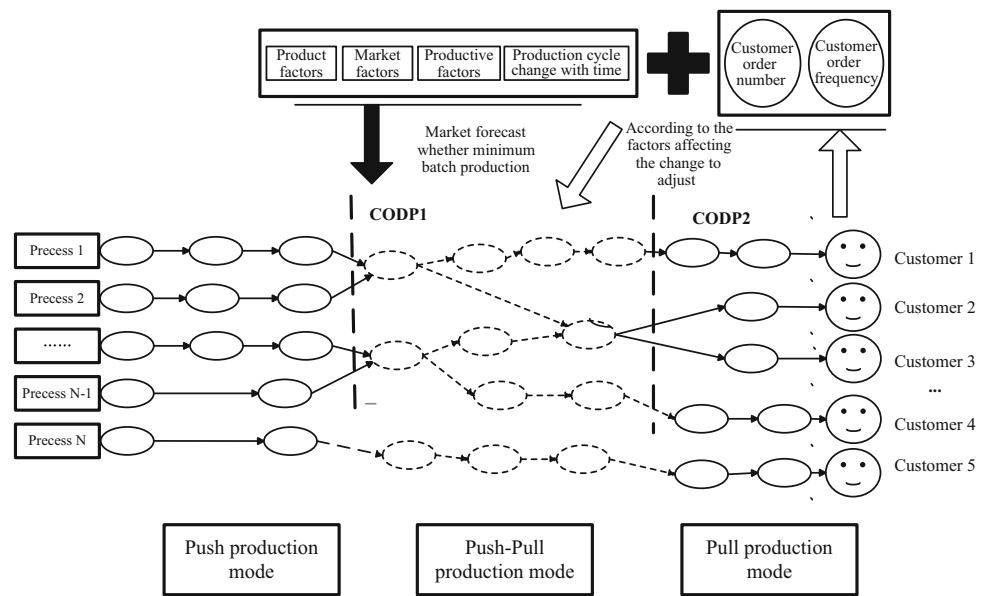 Product
factors
Market
factors
Productive
factors
Production cycle
change with time
Customer
order
number
Customer
order
frequency
Market forecast
whether minimum
batch production
According to the
factors affecting
the change to
adjust
CODP1
CODP2
Precess 1
Precess 2
......
Precess N-1
Precess N
Customer 1
Customer 2
Customer 3
...
Customer 4
Customer 5
Push production
mode
Push-Pull
production mode
Pull production
mode